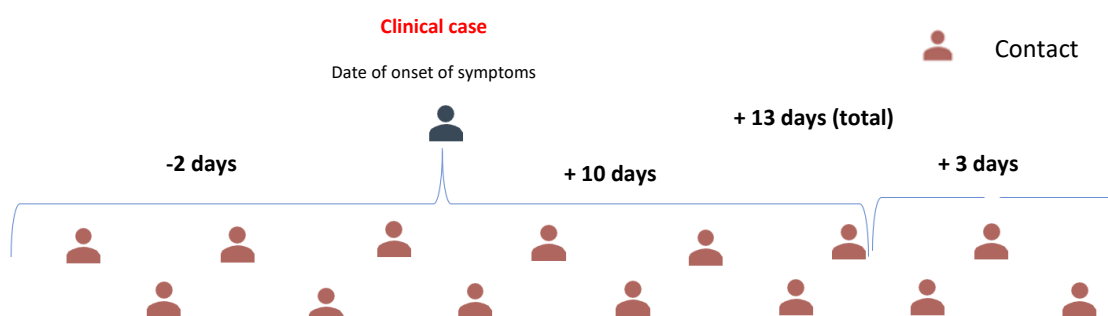 Clinical case
Contact
Date of onset of symptoms
+ 13 days (total)
-2 days
+ 10 days
+ 3 days